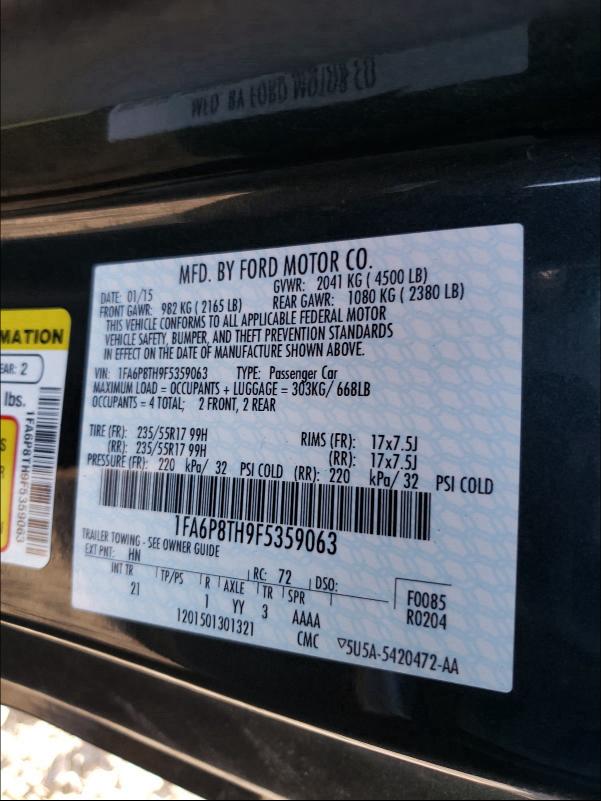 MFD. BY FORD MOTOR CO.
DATE: 01/15 GVWR: 2041 KG ( 4500 LB)
FRONT GAWR: 982 KG ( 2165 LB) REAR GAWR: 1080 KG ( 2380 LB)
THIS VEHICLE CONFORMS TO ALL APPLICABLE FEDERAL MOTOR
VEHICLE SAFETY, BUMPER, AND THEFT PREVENTION STANDARDS
IN EFFECT ON THE DATE OF MANUFACTURE SHOWN ABOVE.
VIN: 1FA6P8TH9F5359063 TYPE: Passenger Car
MAXIMUM LOAD = OCCUPANTS + LUGGAGE = 303KG/ 668LB
OCCUPANTS = 4 TOTAL; 2 FRONT, 2 REAR
TIRE (FR): 235/55R17 99H RIMS (FR): 17x7.5J
(RR): 235/55R17 99H (RR): 17x7.5J
PRESSURE (FR): 220 kPa/ 32 PSI COLD (RR): 220 kPa/ 32 PSI COLD
1FA6P8TH9F5359063
TRAILER TOWING - SEE OWNER GUIDE
EXT PNT: HN RC: 72 DSO: F0085
INT TR TP/PS R AXLE TR SPR R0204
21 1 YY 3 AAAA
1201501301321 CMC ▽5U5A-5420472-AA
RMATION
EAR: 2
lbs.
1FA6P8TH9F5359063